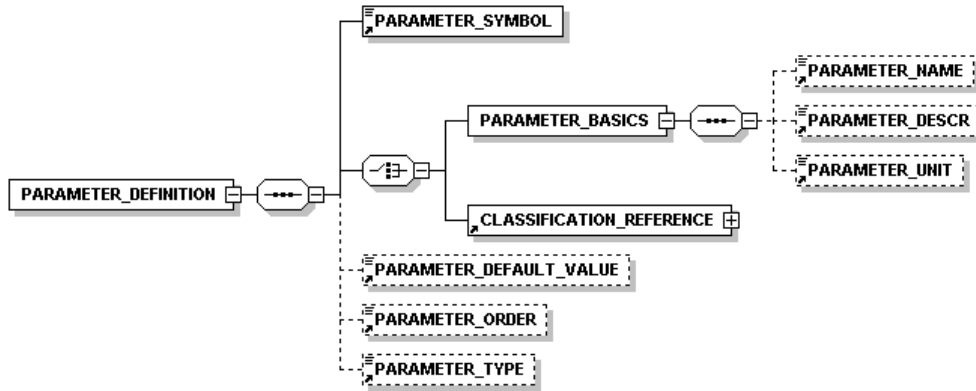 PARAMETER_SYMBOL
PARAMETER_NAME
PARAMETER_BASICS
PARAMETER_DESCR
PARAMETER_UNIT
PARAMETER_DEFINITION
CLASSIFICATION_REFERENCE
PARAMETER_DEFAULT_VALUE
PARAMETER_ORDER
PARAMETER_TYPE